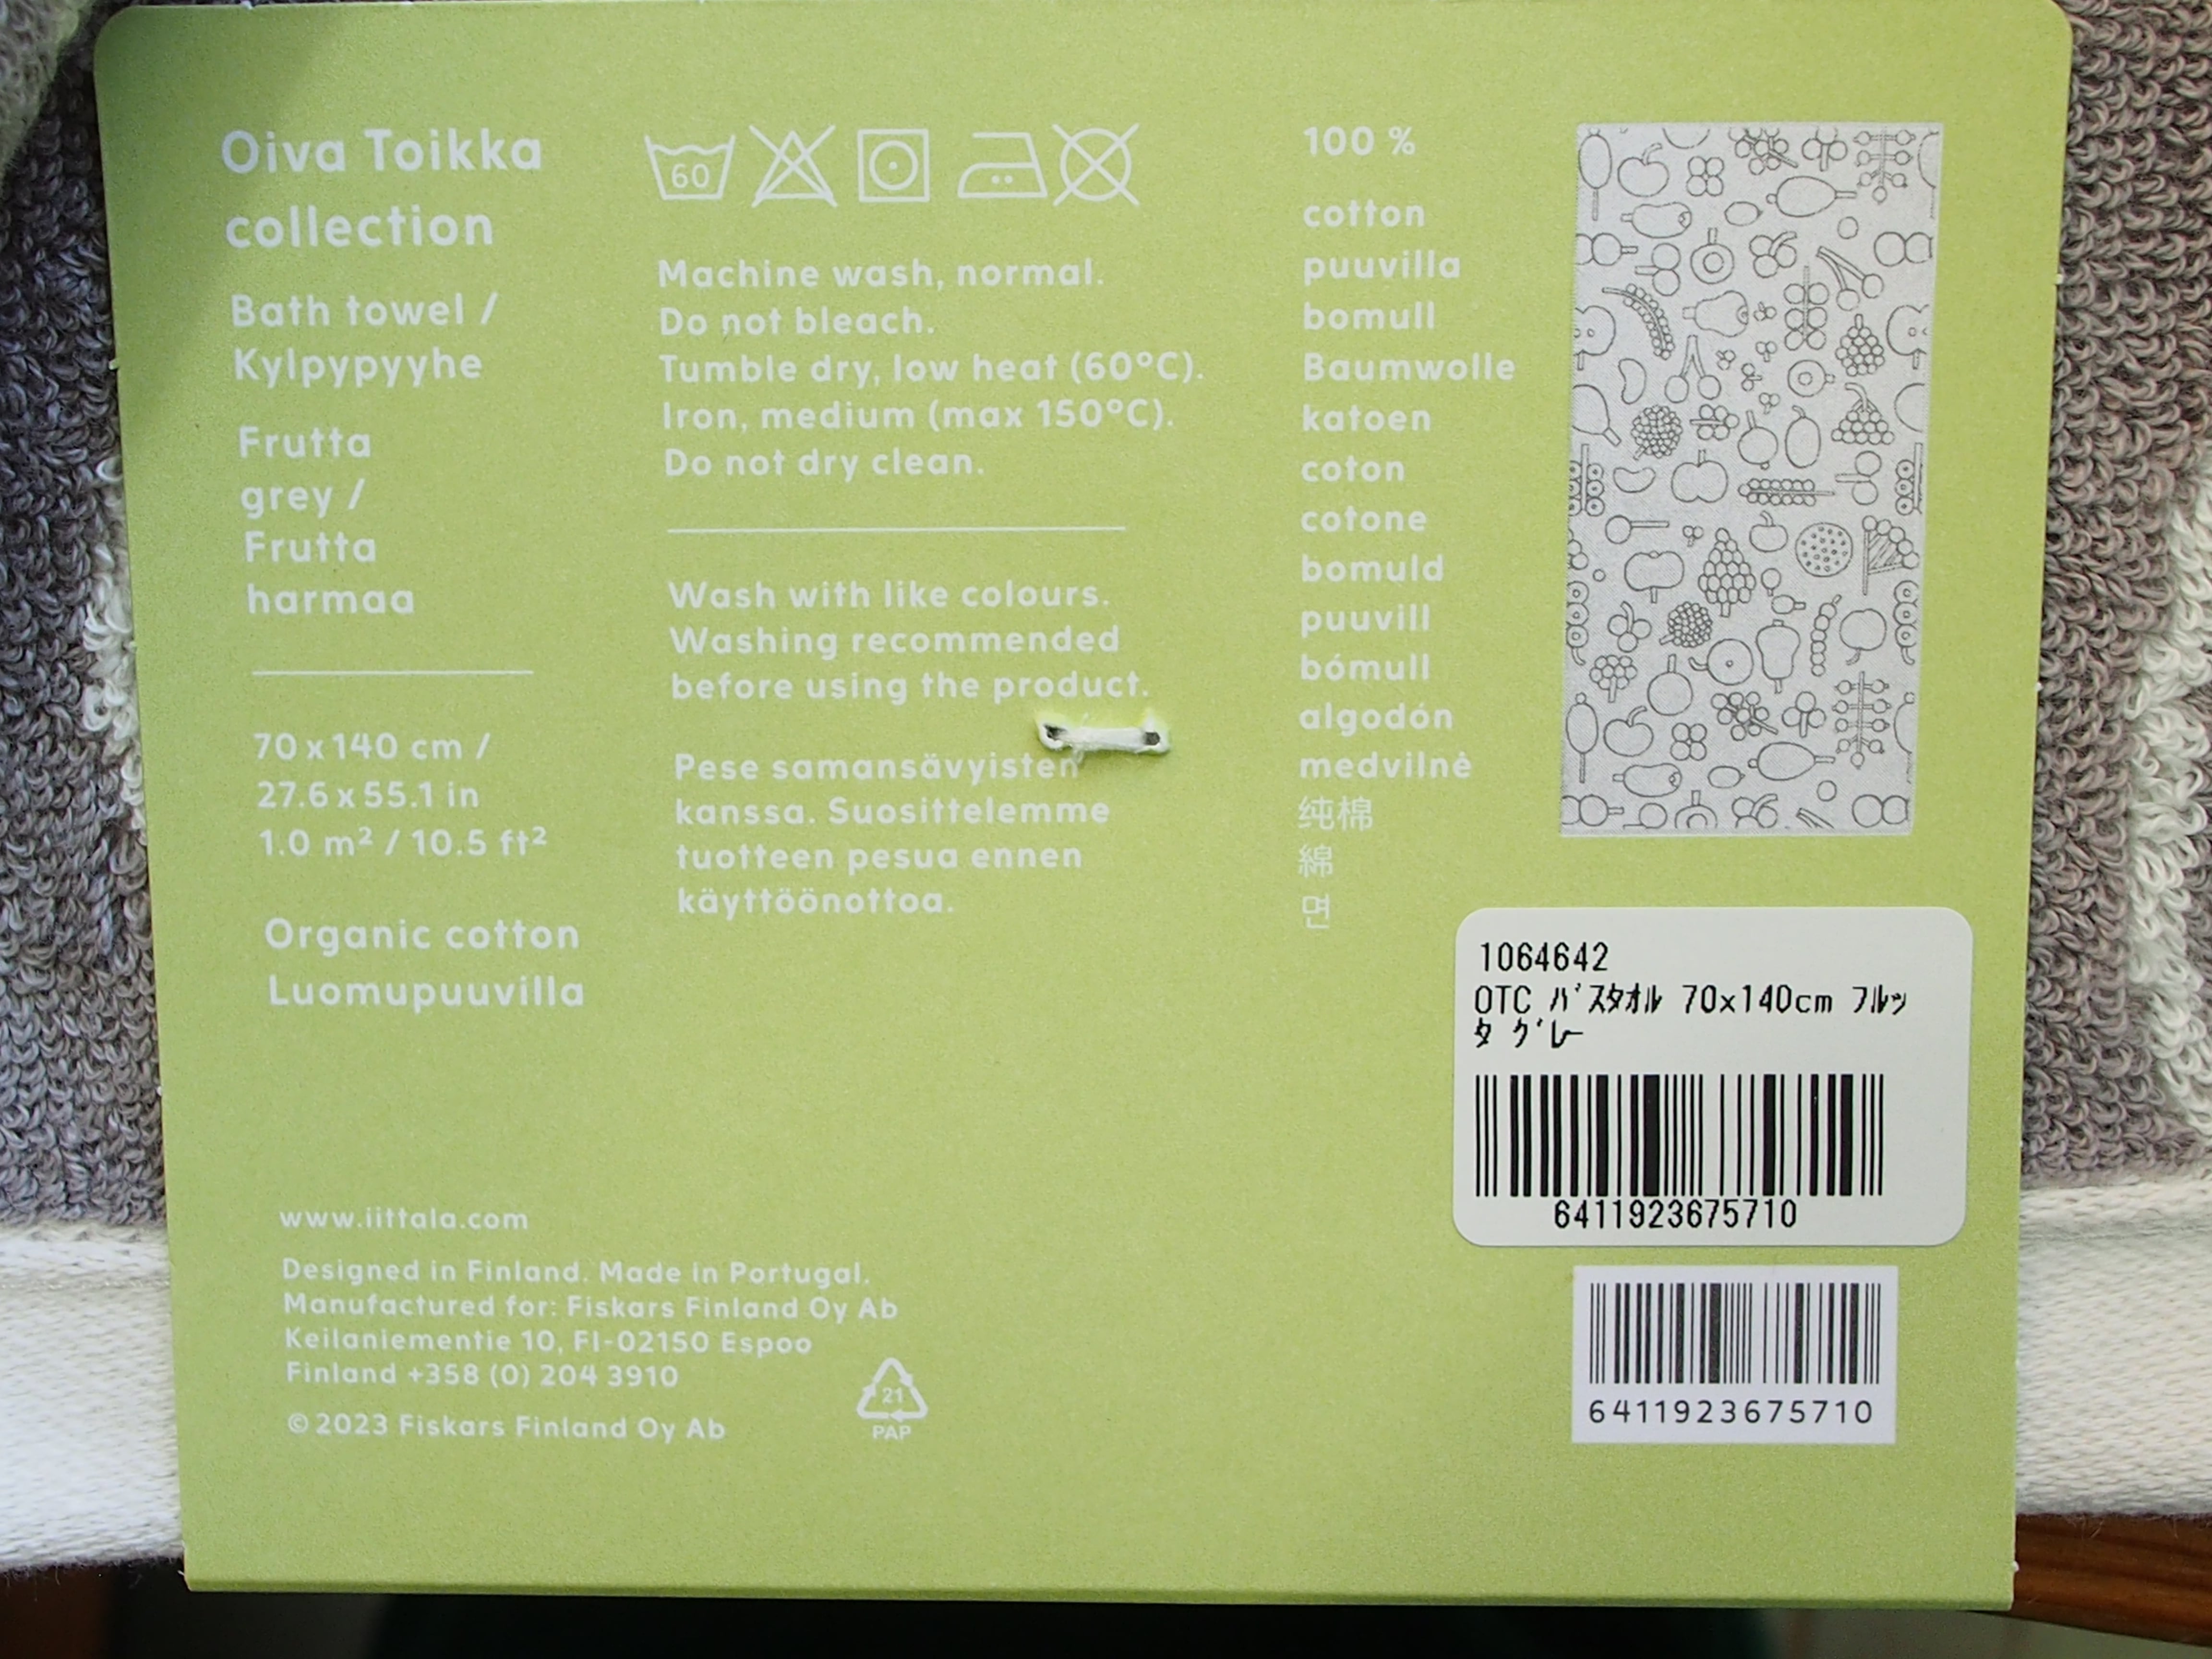 Oiva Toikka
collection
Bath towel /
Kylpypyyhe
Frutta
grey /
Frutta
harmaa
70 x 140 cm /
27.6 x 55.1 in
1.0 m² / 10.5 ft²
Organic cotton
Luomupuuvilla
60
Machine wash, normal.
Do not bleach.
Tumble dry, low heat (60°C).
Iron, medium (max 150°C).
Do not dry clean.
Wash with like colours.
Washing recommended
before using the product.
Pese samansävyisten
kanssa. Suosittelemme
tuotteen pesua ennen
käyttöönottoa.
100 %
cotton
puuvilla
bomull
Baumwolle
katoen
coton
cotone
bomuld
puuvill
bómull
algodón
medvilnė
纯棉
綿
면
1064642
OTC ﾊﾞｽﾀｵﾙ 70x140cm ﾌﾙｯ
ﾀ ｸﾞﾚｰ
6411923675710
6411923675710
www.iittala.com
Designed in Finland. Made in Portugal.
Manufactured for: Fiskars Finland Oy Ab
Keilaniementie 10, FI-02150 Espoo
Finland +358 (0) 204 3910
© 2023 Fiskars Finland Oy Ab
21
PAP